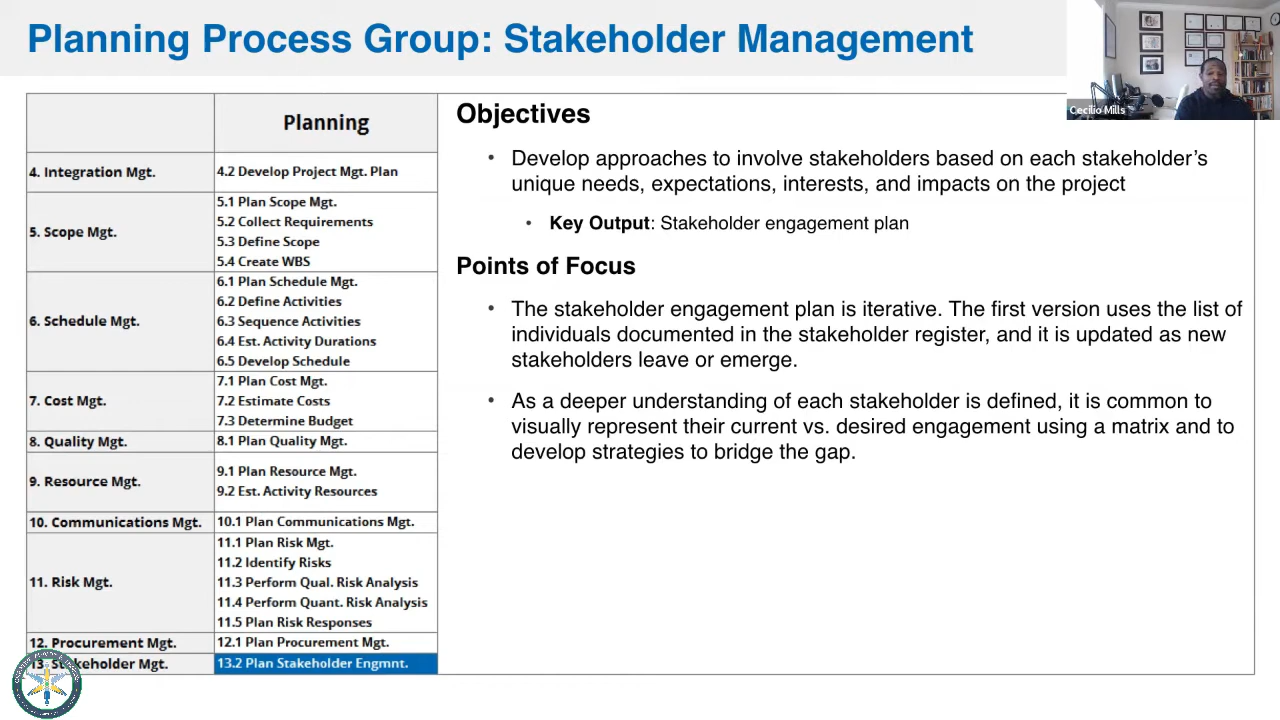 Planning Process Group: Stakeholder Management
Cecilio Mills
Planning
4. Integration Mgt.
4.2 Develop Project Mgt. Plan
5. Scope Mgt.
5.1 Plan Scope Mgt.
5.2 Collect Requirements
5.3 Define Scope
5.4 Create WBS
6. Schedule Mgt.
6.1 Plan Schedule Mgt.
6.2 Define Activities
6.3 Sequence Activities
6.4 Est. Activity Durations
6.5 Develop Schedule
7. Cost Mgt.
7.1 Plan Cost Mgt.
7.2 Estimate Costs
7.3 Determine Budget
8. Quality Mgt.
8.1 Plan Quality Mgt.
9. Resource Mgt.
9.1 Plan Resource Mgt.
9.2 Est. Activity Resources
10. Communications Mgt.
10.1 Plan Communications Mgt.
11. Risk Mgt.
11.1 Plan Risk Mgt.
11.2 Identify Risks
11.3 Perform Qual. Risk Analysis
11.4 Perform Quant. Risk Analysis
11.5 Plan Risk Responses
12. Procurement Mgt.
12.1 Plan Procurement Mgt.
13. Stakeholder Mgt.
13.2 Plan Stakeholder Engmnt.
Objectives
• Develop approaches to involve stakeholders based on each stakeholder’s
unique needs, expectations, interests, and impacts on the project
• Key Output: Stakeholder engagement plan
Points of Focus
• The stakeholder engagement plan is iterative. The first version uses the list of
individuals documented in the stakeholder register, and it is updated as new
stakeholders leave or emerge.
• As a deeper understanding of each stakeholder is defined, it is common to
visually represent their current vs. desired engagement using a matrix and to
develop strategies to bridge the gap.